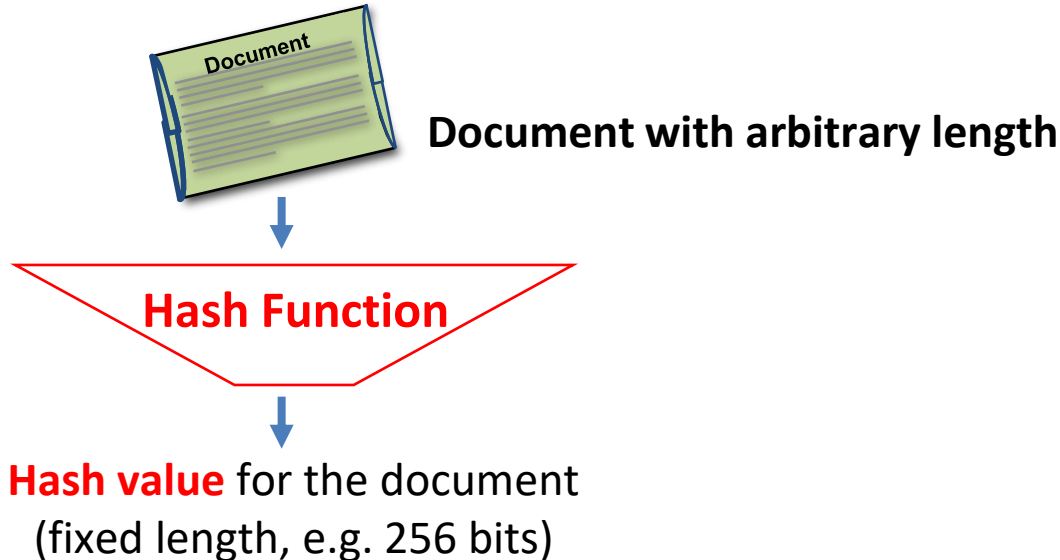 Document
Document with arbitrary length
Hash Function
Hash value for the document
(fixed length, e.g. 256 bits)